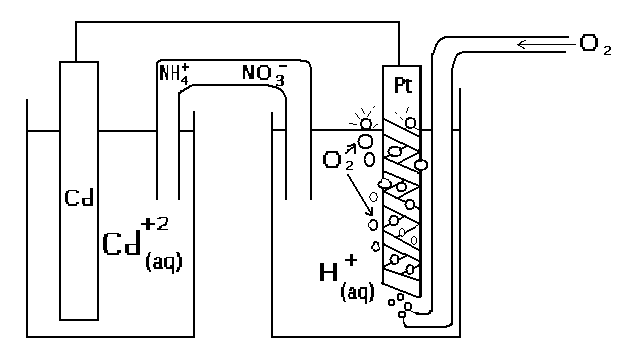 O₂
NH₄⁺ NO₃⁻
Pt
O₂
Cd
Cd⁺²(aq)
H⁺(aq)